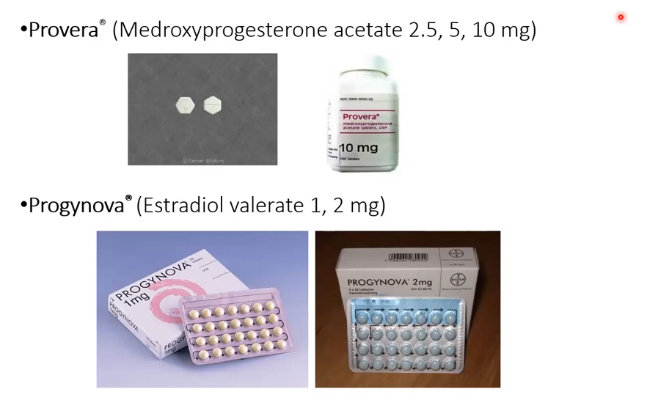 •Provera® (Medroxyprogesterone acetate 2.5, 5, 10 mg)
Provera®
medroxyprogesterone
acetate tablets, USP
10 mg
•Progynova® (Estradiol valerate 1, 2 mg)
PROGYNOVA
1mg
PROGYNOVA
PROGYNOVA® 2mg